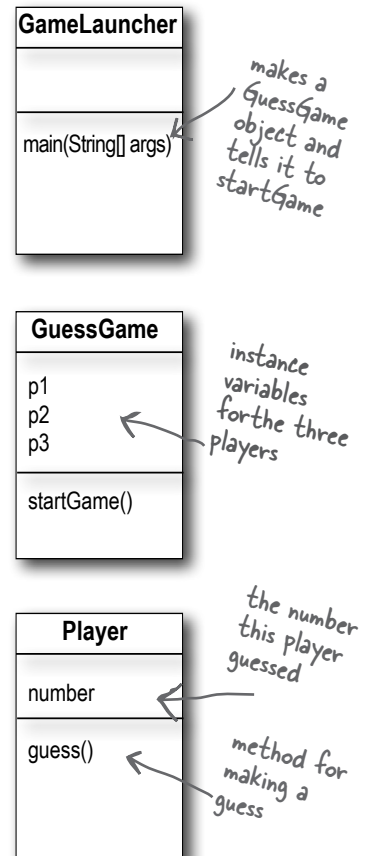 GameLauncher
main(String[] args)
makes a
GuessGame
object and
tells it to
startGame
GuessGame
p1
p2
p3
startGame()
instance
variables
forthe three
players
Player
number
guess()
the number
this player
guessed
method for
making a
guess